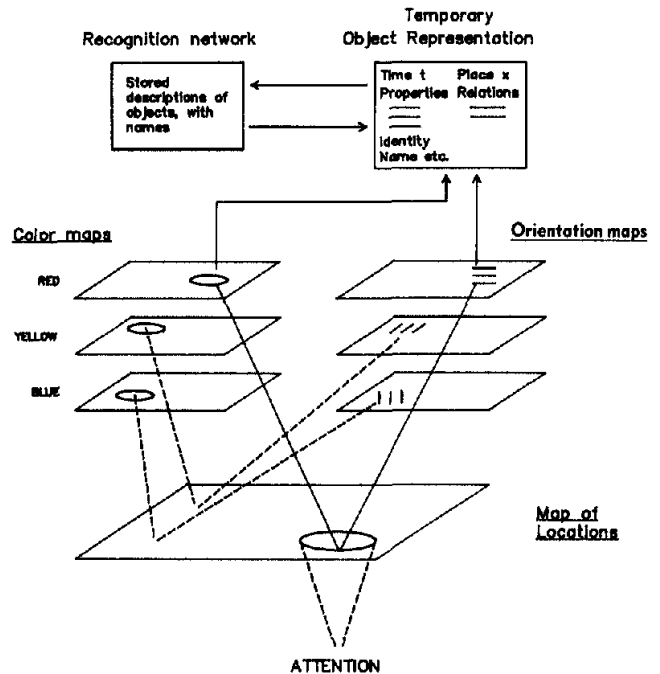 Recognition network
Temporary
Object Representation
Stored
descriptions of
objects, with
names
Time t Place x
Properties Relations
Identity
Name etc.
Color maps
Orientation maps
RED
YELLOW
BLUE
Map of
Locations
ATTENTION